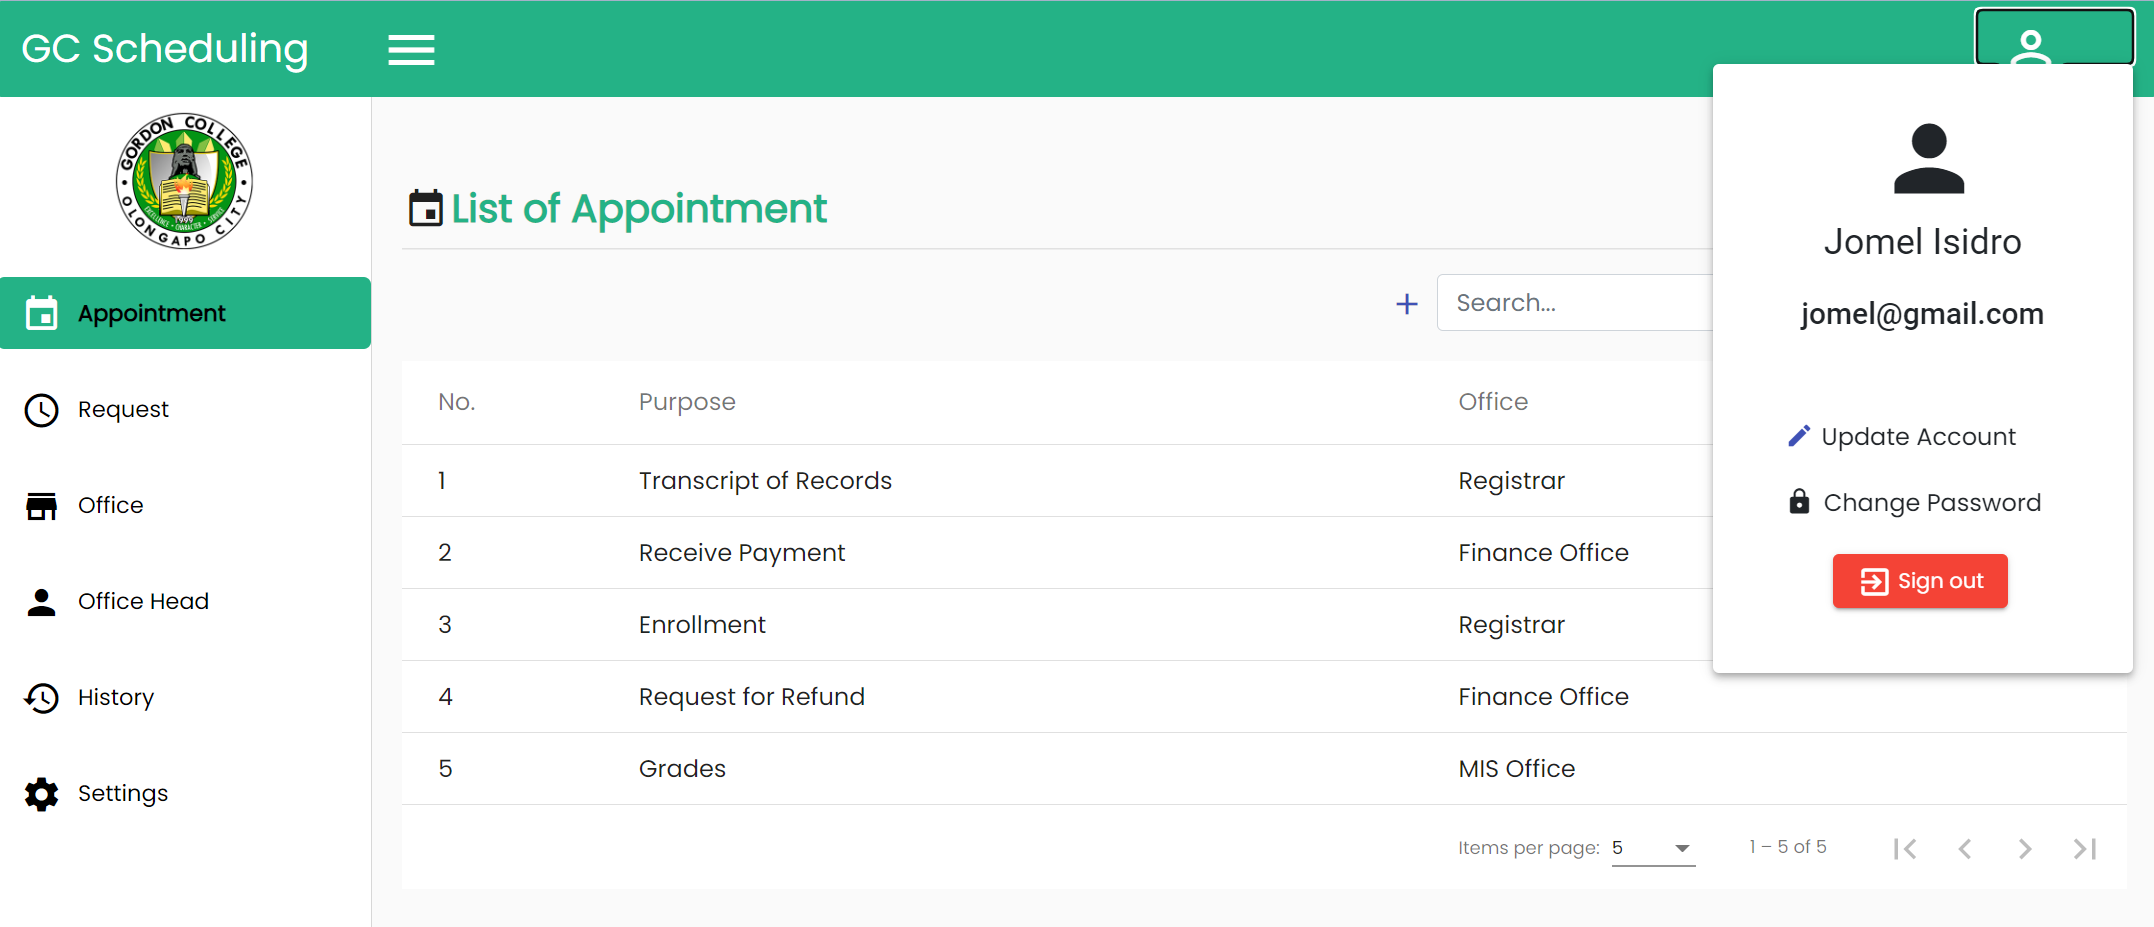 GC Scheduling
GORDON COLLEGE
OLONGAPO CITY
EXCELLENCE • CHARACTER • SERVICE
1999
Appointment
Request
Office
Office Head
History
Settings
List of Appointment
+ Search...
No. Purpose Office
1 Transcript of Records Registrar
2 Receive Payment Finance Office
3 Enrollment Registrar
4 Request for Refund Finance Office
5 Grades MIS Office
Items per page: 5 1 – 5 of 5
Jomel Isidro
jomel@gmail.com
Update Account
Change Password
Sign out